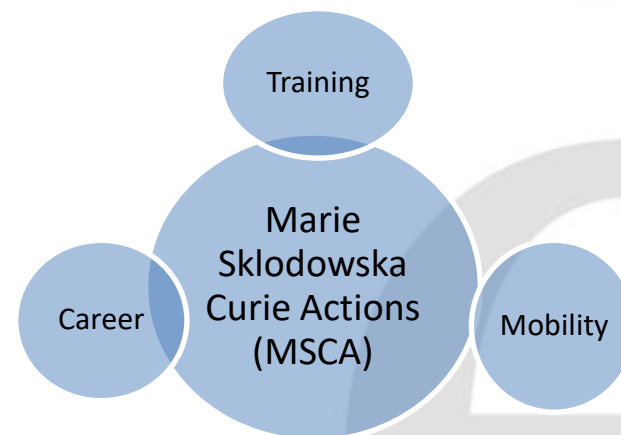 Training
Marie
Sklodowska
Curie Actions
(MSCA)
Career
Mobility